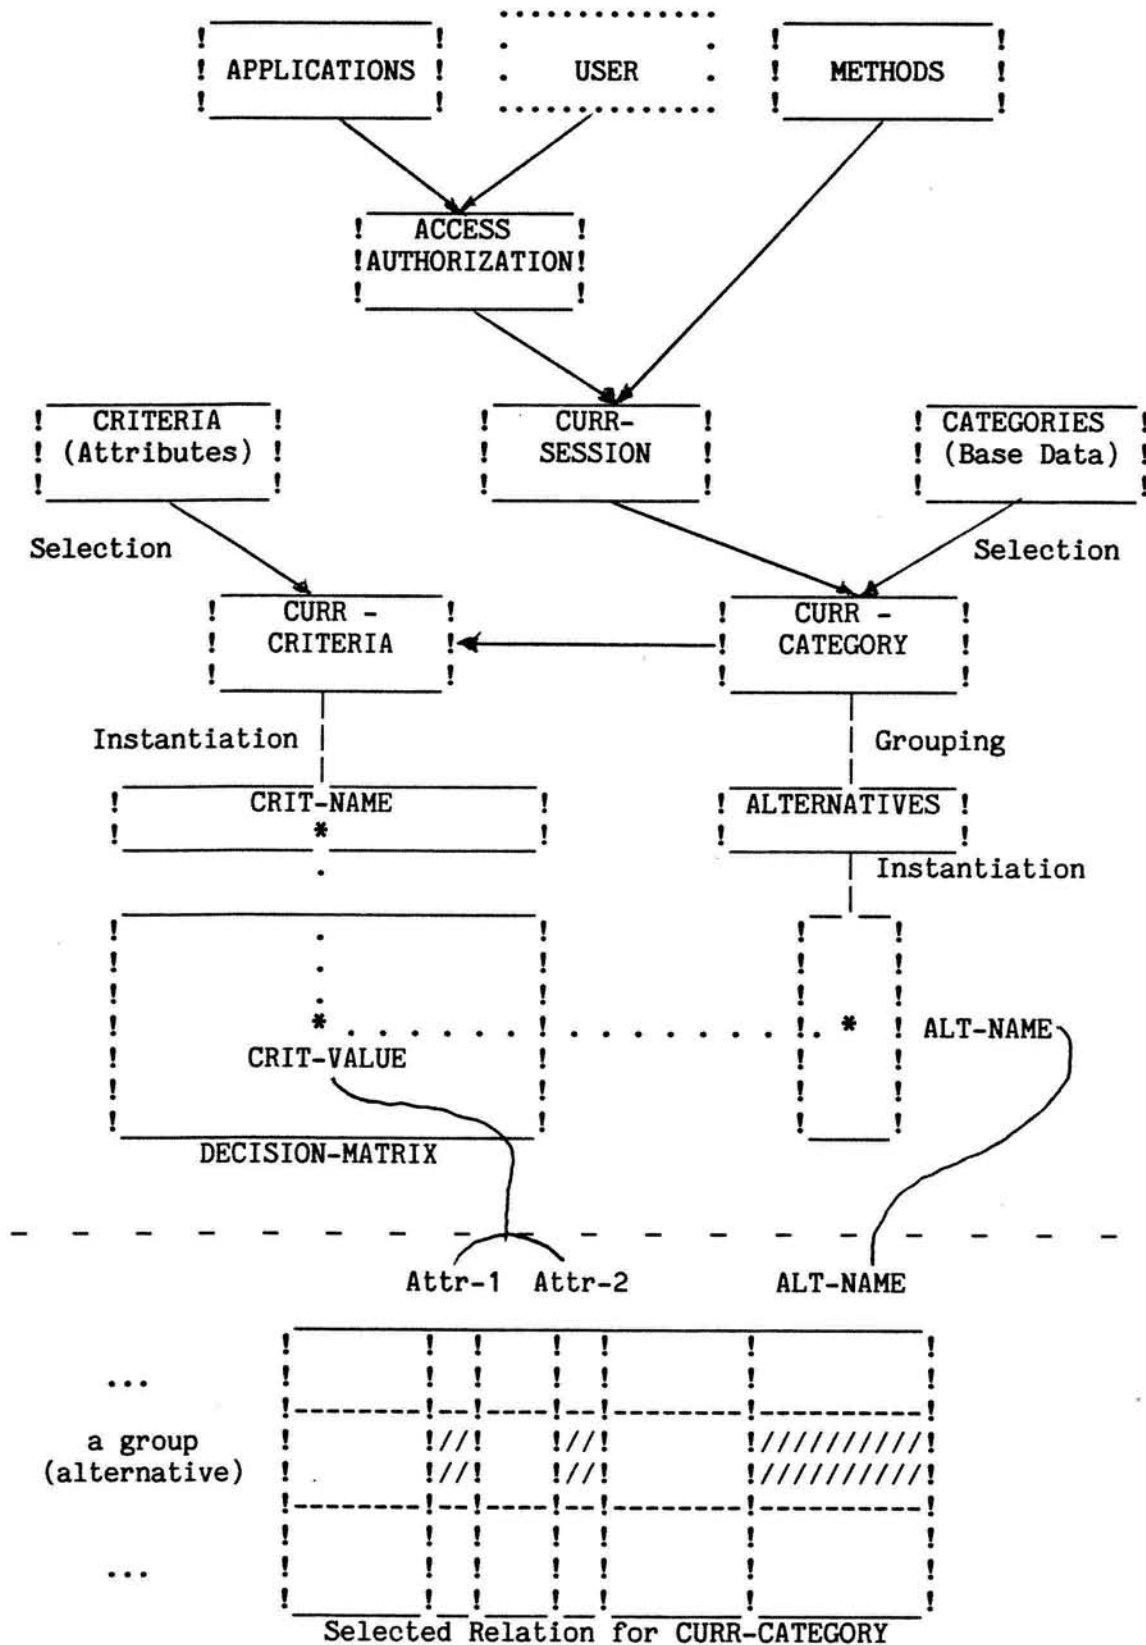 APPLICATIONS USER METHODS
ACCESS
AUTHORIZATION
CRITERIA CURR- CATEGORIES
(Attributes) SESSION (Base Data)
Selection Selection
CURR - CURR -
CRITERIA CATEGORY
Instantiation Grouping
CRIT-NAME ALTERNATIVES
*
Instantiation
* * ALT-NAME
CRIT-VALUE
DECISION-MATRIX
Attr-1 Attr-2 ALT-NAME
...
a group // // //////////
(alternative) // // //////////
...
Selected Relation for CURR-CATEGORY